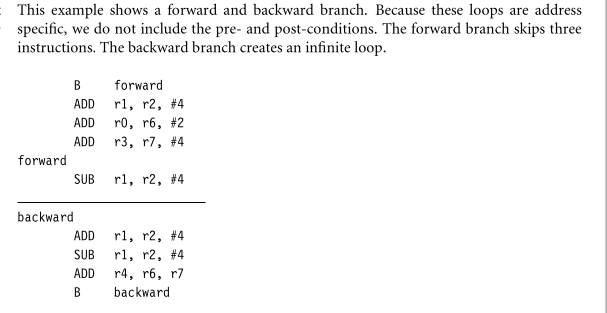 This example shows a forward and backward branch. Because these loops are address
specific, we do not include the pre- and post-conditions. The forward branch skips three
instructions. The backward branch creates an infinite loop.
B forward
ADD r1, r2, #4
ADD r0, r6, #2
ADD r3, r7, #4
forward
SUB r1, r2, #4
backward
ADD r1, r2, #4
SUB r1, r2, #4
ADD r4, r6, r7
B backward